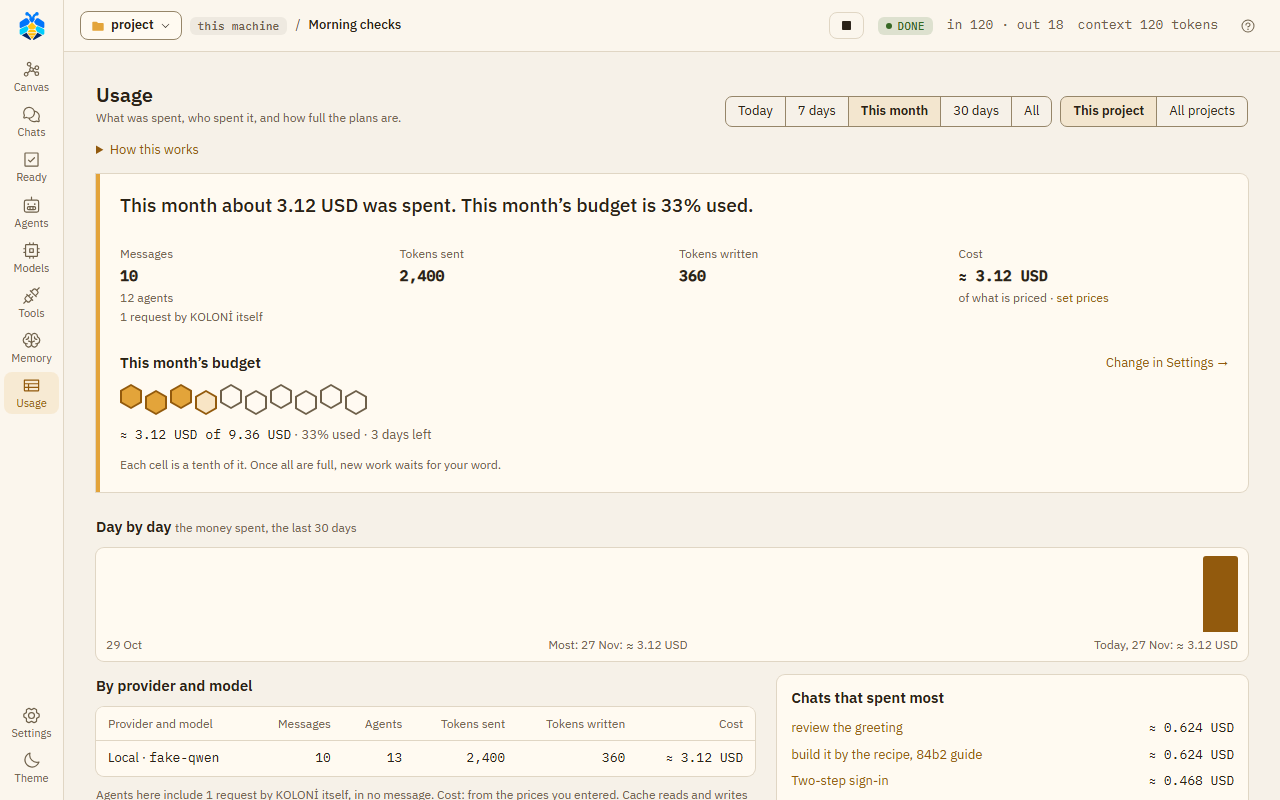 project
this machine / Morning checks
DONE
in 120 · out 18 context 120 tokens
Canvas
Chats
Ready
Agents
Models
Tools
Memory
Usage
Settings
Theme
Usage
What was spent, who spent it, and how full the plans are.
Today 7 days This month 30 days All
This project All projects
How this works
This month about 3.12 USD was spent. This month’s budget is 33% used.
Messages Tokens sent Tokens written Cost
10 2,400 360 ≈ 3.12 USD
12 agents of what is priced · set prices
1 request by KOLONİ itself
This month’s budget Change in Settings →
≈ 3.12 USD of 9.36 USD · 33% used · 3 days left
Each cell is a tenth of it. Once all are full, new work waits for your word.
Day by day the money spent, the last 30 days
29 Oct Most: 27 Nov: ≈ 3.12 USD Today, 27 Nov: ≈ 3.12 USD
By provider and model
Provider and model Messages Agents Tokens sent Tokens written Cost
Local · fake-qwen 10 13 2,400 360 ≈ 3.12 USD
Agents here include 1 request by KOLONİ itself, in no message. Cost: from the prices you entered. Cache reads and writes
Chats that spent most
review the greeting ≈ 0.624 USD
build it by the recipe, 84b2 guide ≈ 0.624 USD
Two-step sign-in ≈ 0.468 USD